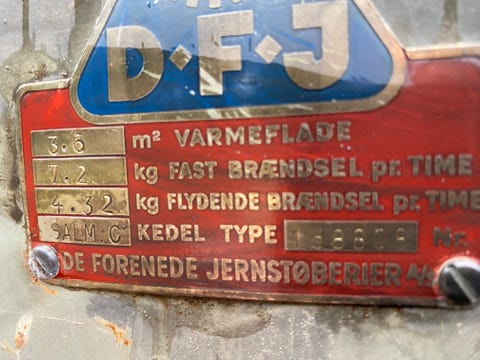 D·F·J
3.6 m² VARMEFLADE
7.2 kg FAST BRÆNDSEL pr. TIME
4.32 kg FLYDENDE BRÆNDSEL pr. TIME
SALM: C KEDEL TYPE Nr.
DE FORENEDE JERNSTØBERIER A/S